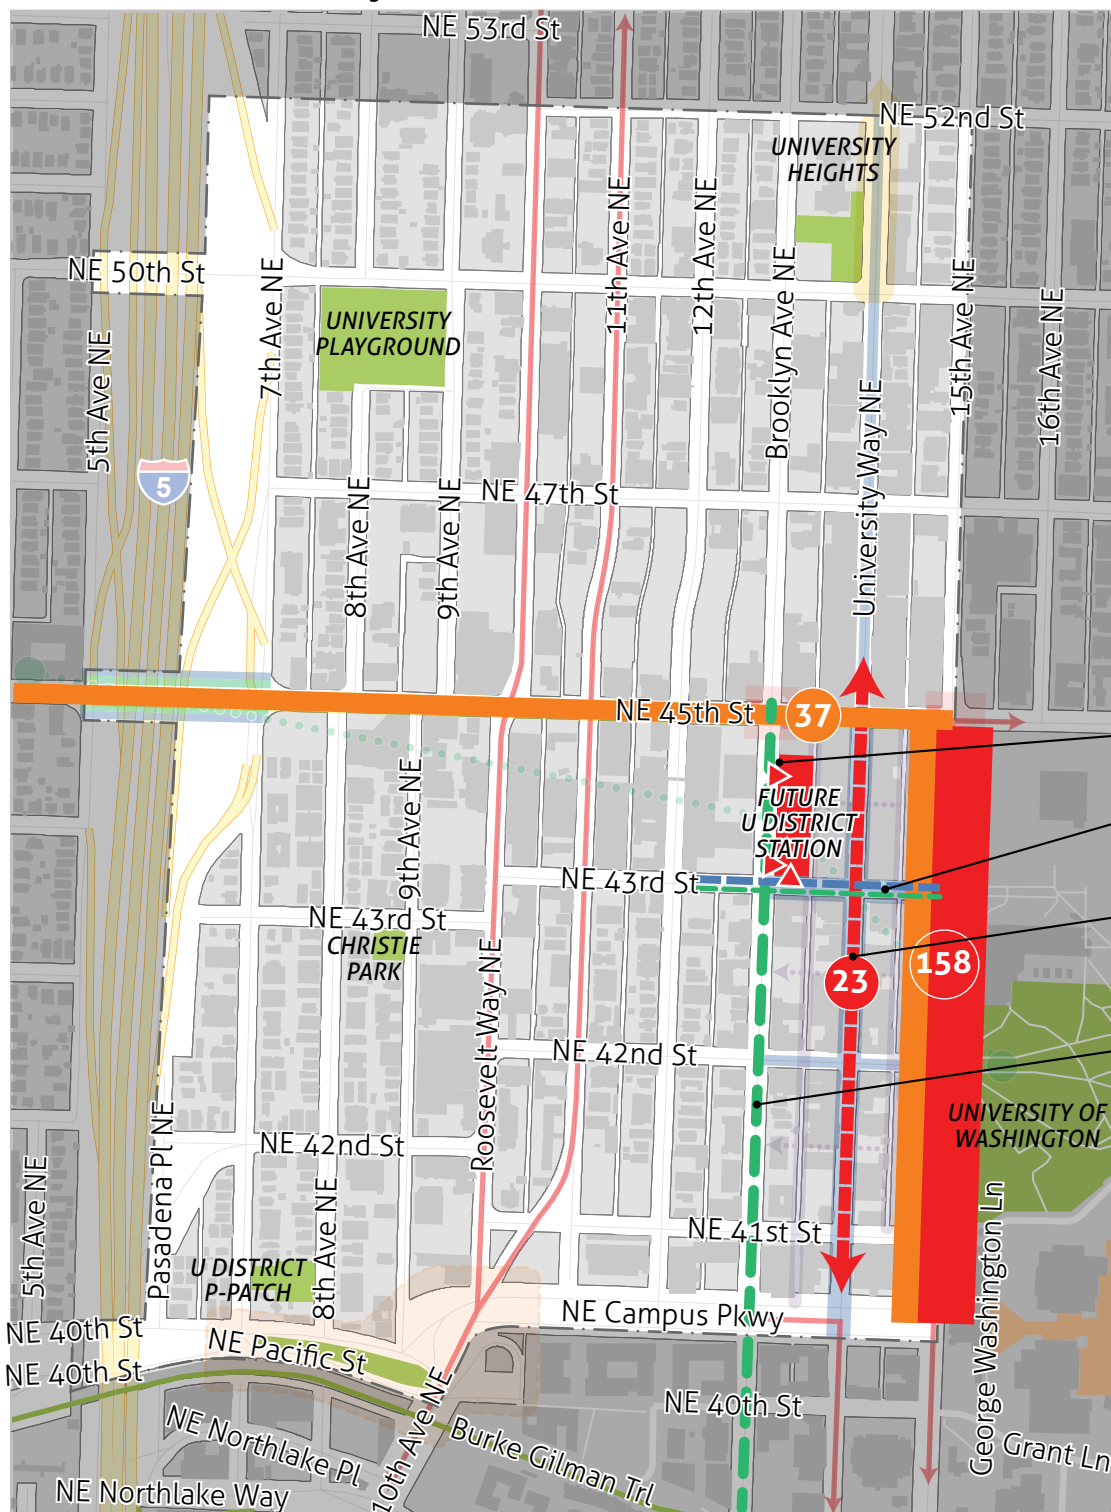 NE 53rd St
NE 52nd St
UNIVERSITY
HEIGHTS
11th Ave NE
12th Ave NE
Brooklyn Ave NE
15th Ave NE
16th Ave NE
NE 50th St
7th Ave NE
UNIVERSITY
PLAYGROUND
5th Ave NE
University Way NE
5
8th Ave NE
9th Ave NE
NE 47th St
NE 45th St
37
FUTURE
U DISTRICT
STATION
9th Ave NE
NE 43rd St
NE 43rd St
CHRISTIE
PARK
Roosevelt Way NE
23
158
NE 42nd St
UNIVERSITY OF
WASHINGTON
Pasadena Pl NE
NE 42nd St
5th Ave NE
8th Ave NE
NE 41st St
George Washington Ln
U DISTRICT
P-PATCH
NE Campus Pkwy
NE 40th St
NE 40th St
NE Pacific St
10th Ave NE
NE 40th St
Burke Gilman Trl
NE Northlake Pl
Grant Ln
NE Northlake Way